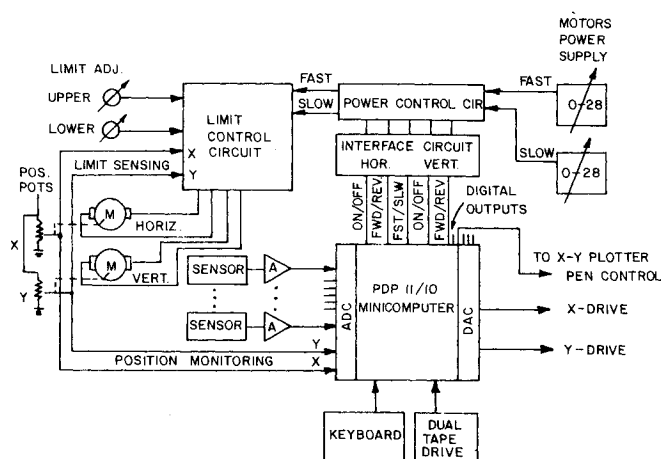 MOTORS
POWER
SUPPLY
LIMIT ADJ.
UPPER
LOWER
LIMIT
CONTROL
CIRCUIT
X
Y
LIMIT SENSING
FAST
SLOW
POWER CONTROL CIR.
FAST
0-28
SLOW
0-28
INTERFACE CIRCUIT
HOR. VERT.
POS.
POTS
X
Y
M
HORIZ.
M
VERT.
ON/OFF
FWD/REV.
FST/SLW
ON/OFF
FWD/REV.
DIGITAL
OUTPUTS
SENSOR
A
SENSOR
A
ADC
PDP 11/10
MINICOMPUTER
DAC
TO X-Y PLOTTER
PEN CONTROL
X-DRIVE
Y-DRIVE
Y
POSITION MONITORING
X
KEYBOARD
DUAL
TAPE
DRIVE